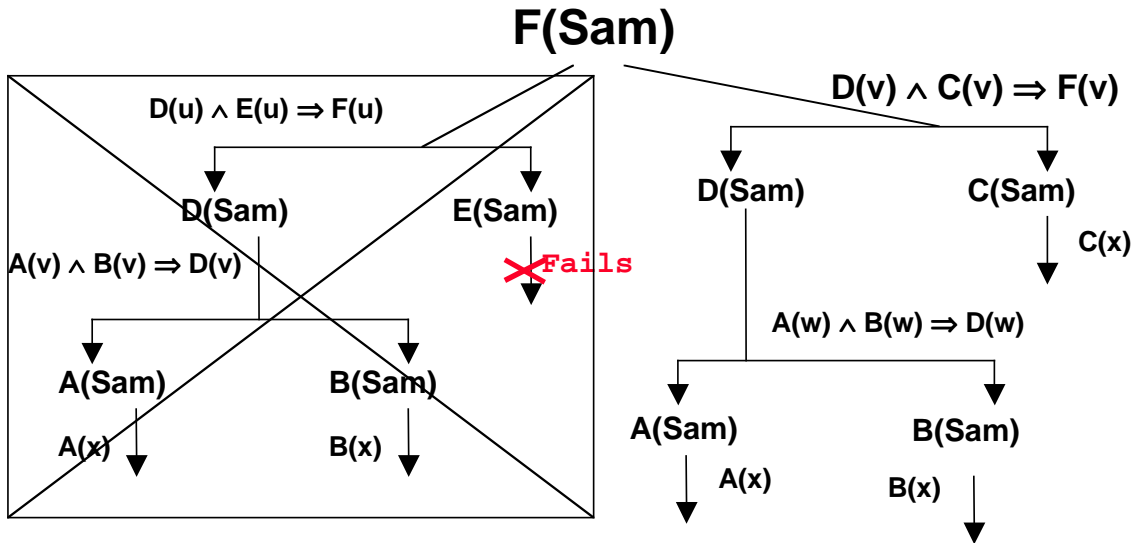 F(Sam)
D(u) ∧ E(u) ⇒ F(u)
D(v) ∧ C(v) ⇒ F(v)
D(Sam)
E(Sam)
D(Sam)
C(Sam)
A(v) ∧ B(v) ⇒ D(v)
Fails
C(x)
A(w) ∧ B(w) ⇒ D(w)
A(Sam)
B(Sam)
A(Sam)
B(Sam)
A(x)
B(x)
A(x)
B(x)